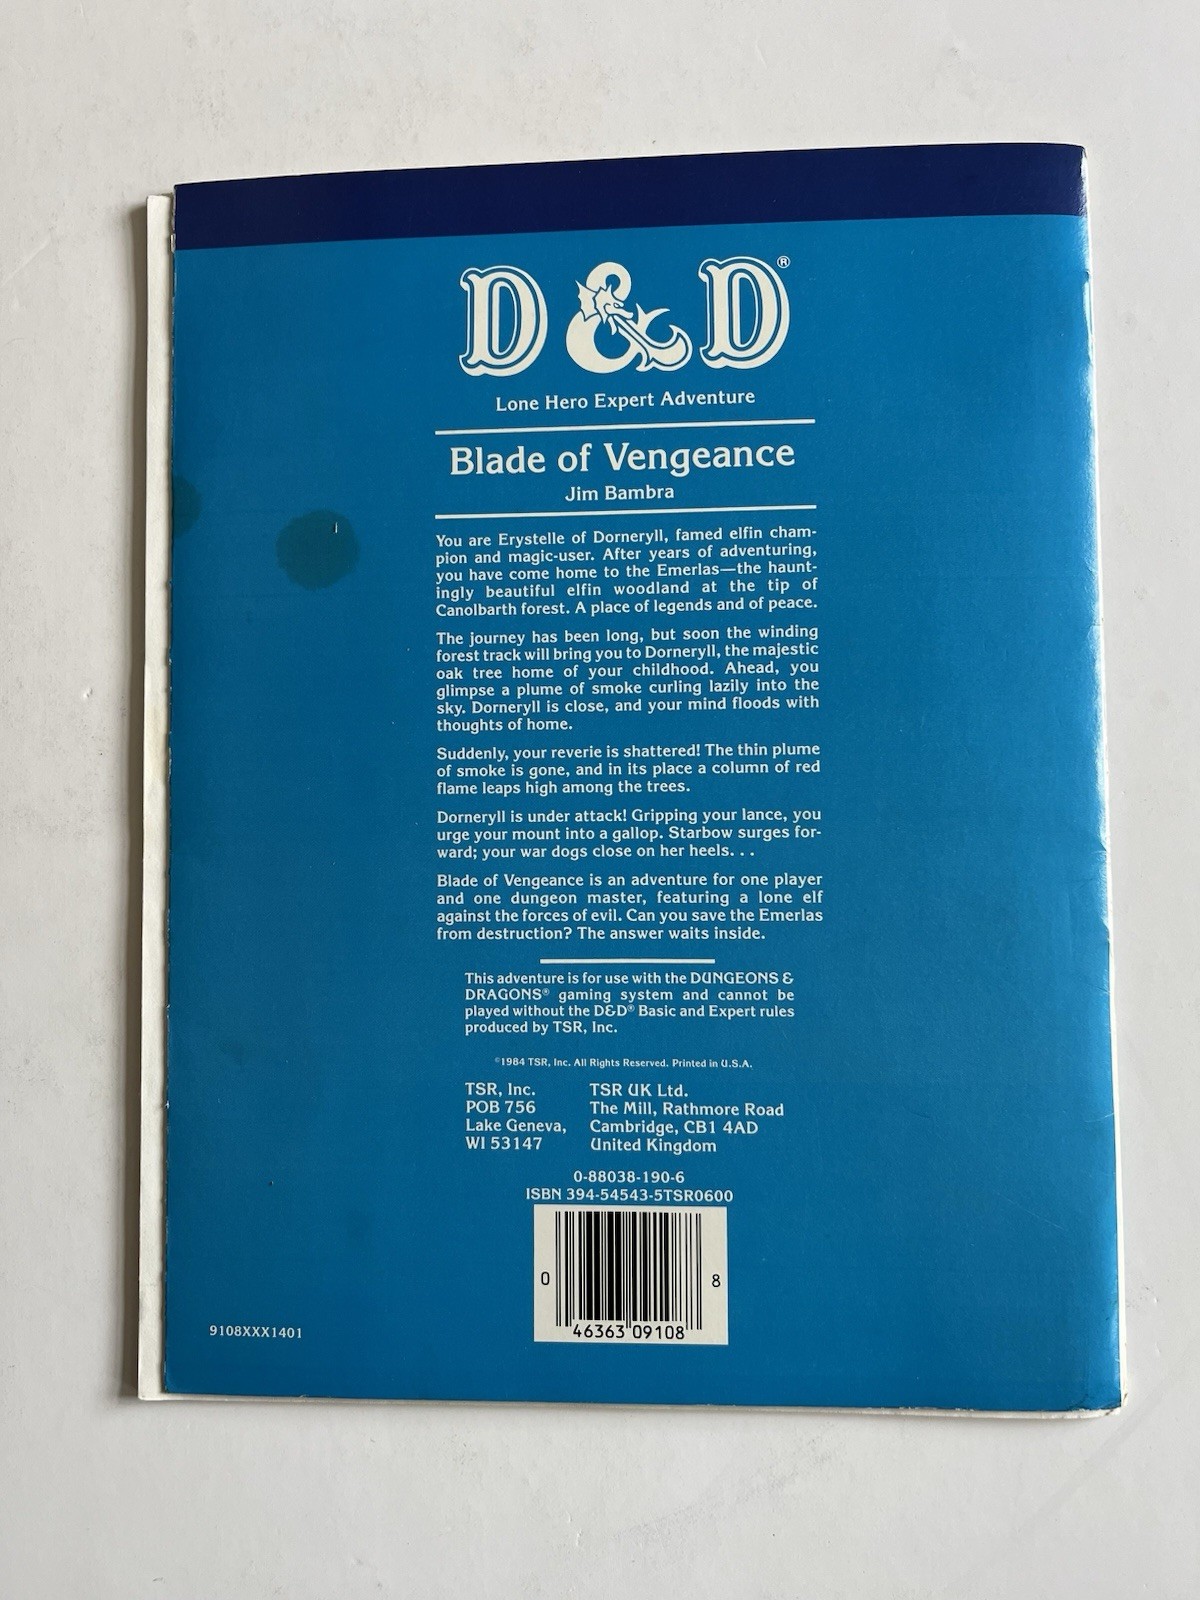 D & D®
Lone Hero Expert Adventure
Blade of Vengeance
Jim Bambra
You are Erystelle of Dorneryll, famed elfin cham-
pion and magic-user. After years of adventuring,
you have come home to the Emerlas—the haunt-
ingly beautiful elfin woodland at the tip of
Canolbarth forest. A place of legends and of peace.
The journey has been long, but soon the winding
forest track will bring you to Dorneryll, the majestic
oak tree home of your childhood. Ahead, you
glimpse a plume of smoke curling lazily into the
sky. Dorneryll is close, and your mind floods with
thoughts of home.
Suddenly, your reverie is shattered! The thin plume
of smoke is gone, and in its place a column of red
flame leaps high among the trees.
Dorneryll is under attack! Gripping your lance, you
urge your mount into a gallop. Starbow surges for-
ward; your war dogs close on her heels. . .
Blade of Vengeance is an adventure for one player
and one dungeon master, featuring a lone elf
against the forces of evil. Can you save the Emerlas
from destruction? The answer waits inside.
This adventure is for use with the DUNGEONS &
DRAGONS® gaming system and cannot be
played without the D&D® Basic and Expert rules
produced by TSR, Inc.
©1984 TSR, Inc. All Rights Reserved. Printed in U.S.A.
TSR, Inc.
POB 756
Lake Geneva,
WI 53147
TSR UK Ltd.
The Mill, Rathmore Road
Cambridge, CB1 4AD
United Kingdom
0-88038-190-6
ISBN 394-54543-5TSR0600
0 46363 09108 8
9108XXX1401